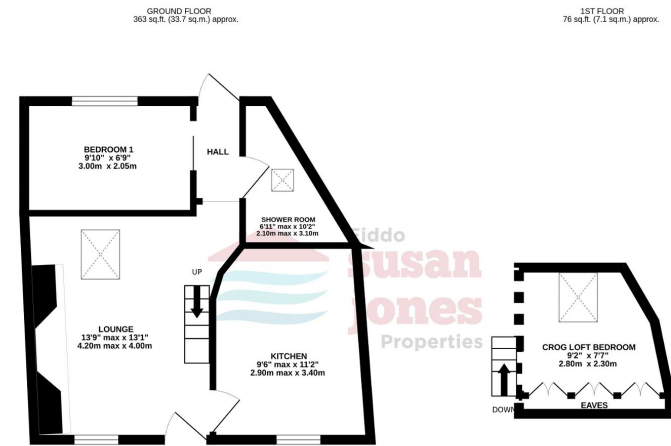 GROUND FLOOR
363 sq.ft. (33.7 sq.m.) approx.
1ST FLOOR
76 sq.ft. (7.1 sq.m.) approx.
BEDROOM 1
9'10" x 6'9"
3.00m x 2.05m
HALL
SHOWER ROOM
6'11" max x 10'2"
2.10m max x 3.10m
UP
LOUNGE
13'9" max x 13'1"
4.20m max x 4.00m
KITCHEN
9'6" max x 11'2"
2.90m max x 3.40m
Eiddo
susan
jones
Properties
CROG LOFT BEDROOM
9'2" x 7'7"
2.80m x 2.30m
DOWN
EAVES